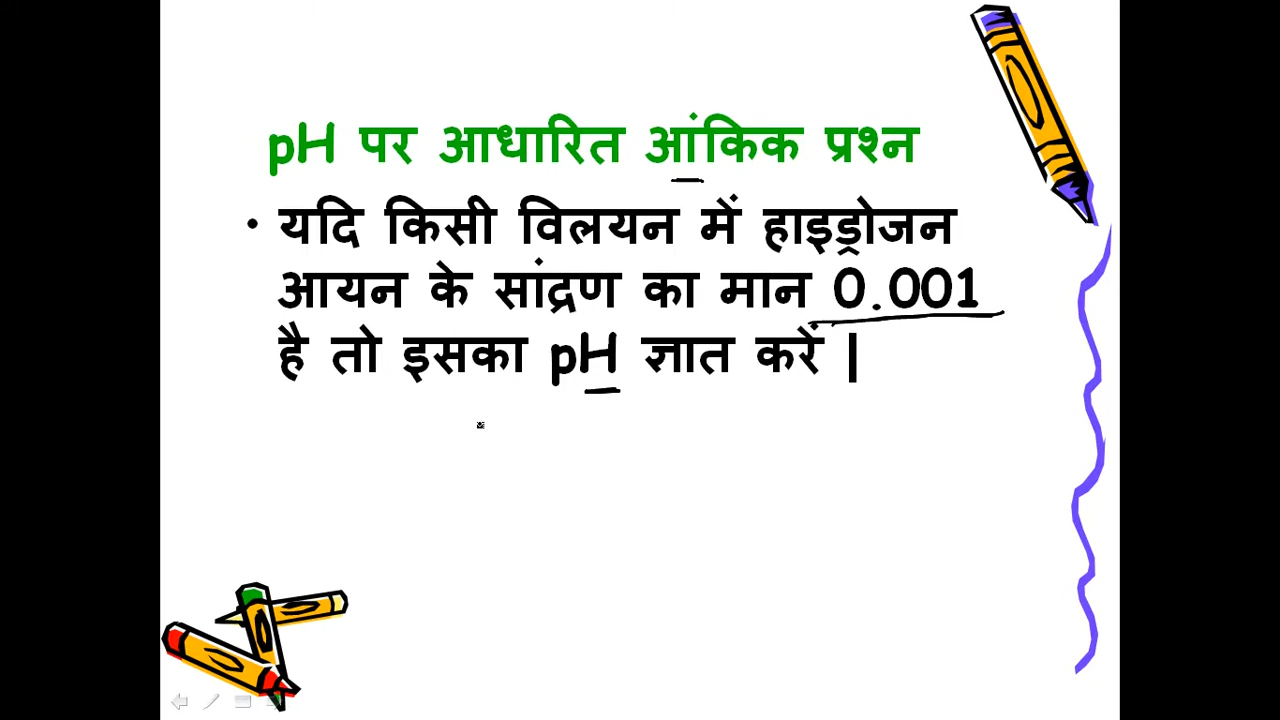 pH पर आधारित आंकिक प्रश्न
• यदि किसी विलयन में हाइड्रोजन
आयन के सांद्रण का मान 0.001
है तो इसका pH ज्ञात करें |